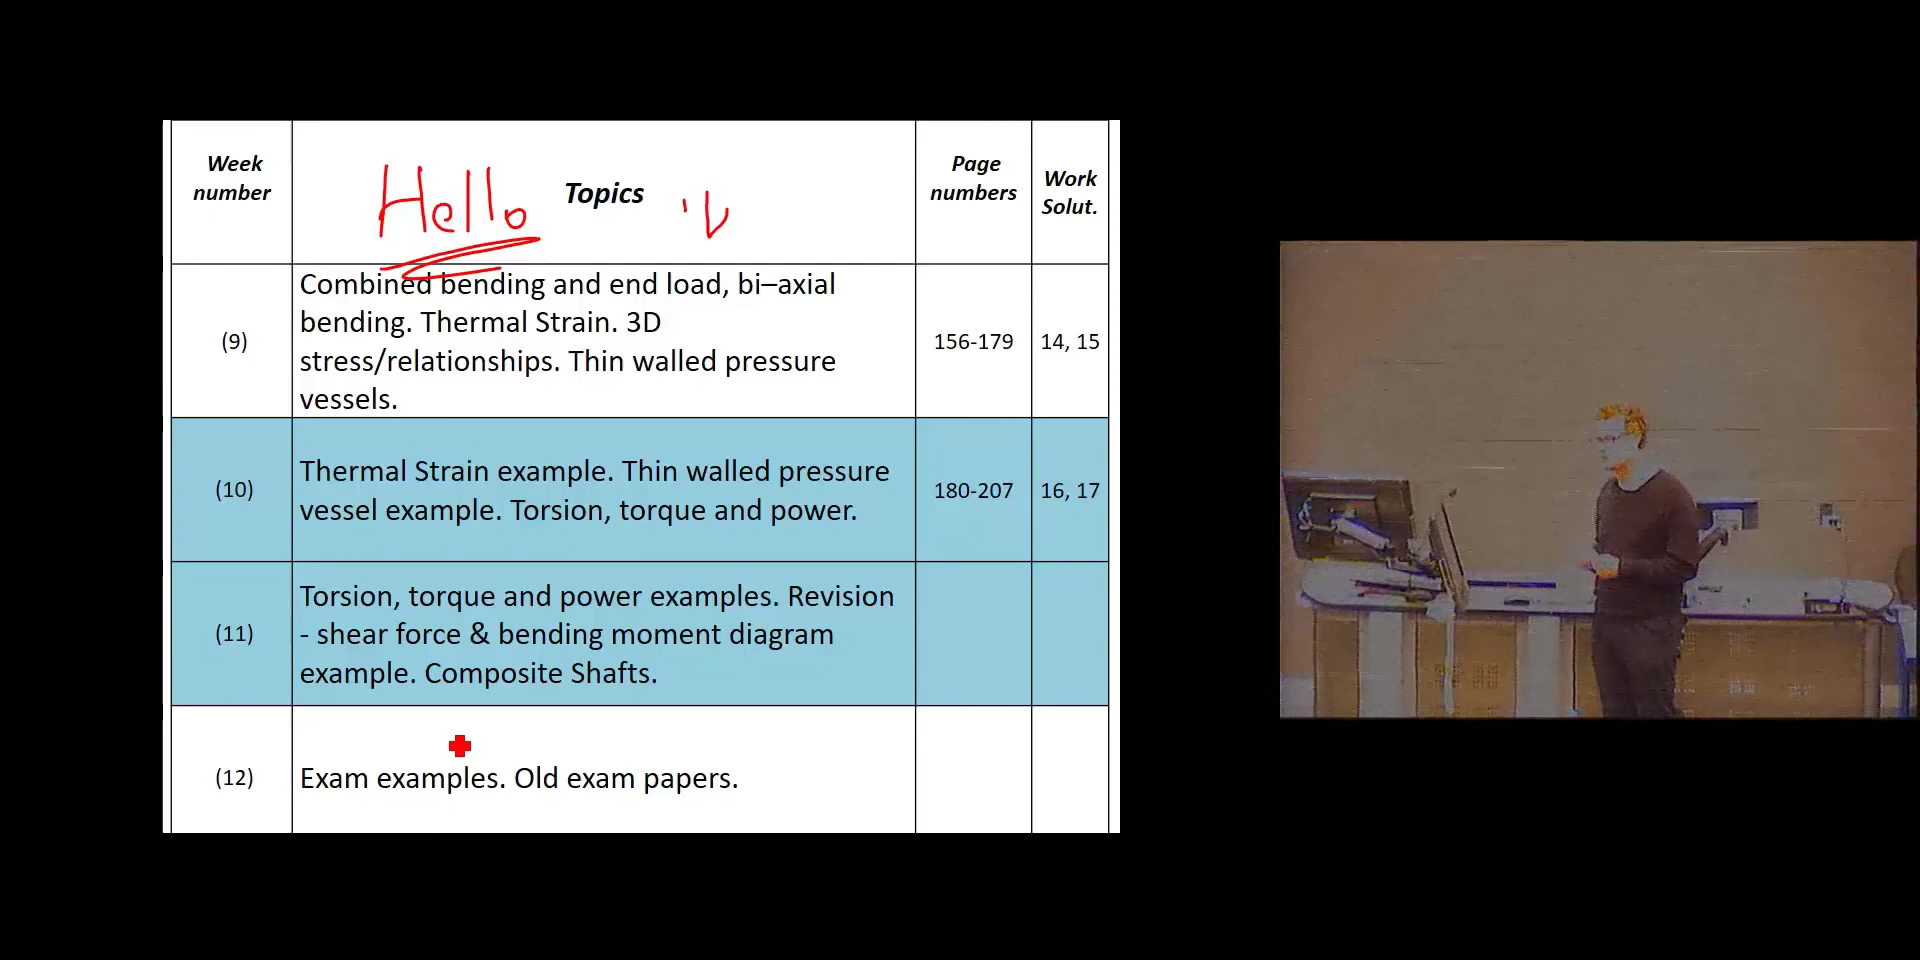 Week
number
Hello
Topics
Page
numbers
Work
Solut.
(9)
Combined bending and end load, bi–axial
bending. Thermal Strain. 3D
stress/relationships. Thin walled pressure
vessels.
156-179
14, 15
(10)
Thermal Strain example. Thin walled pressure
vessel example. Torsion, torque and power.
180-207
16, 17
(11)
Torsion, torque and power examples. Revision
- shear force & bending moment diagram
example. Composite Shafts.
(12)
Exam examples. Old exam papers.